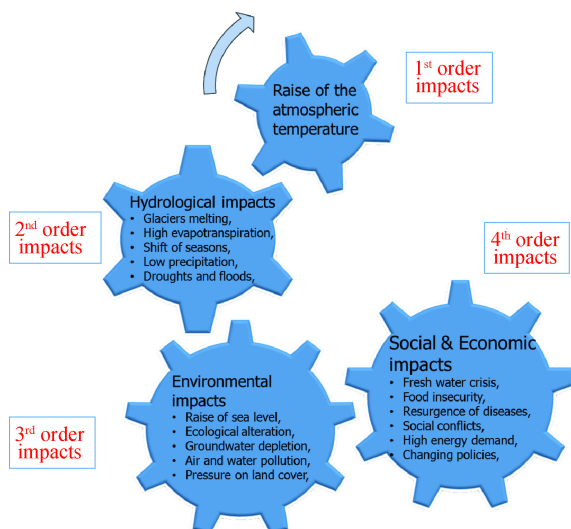 1st order
impacts
Raise of the
atmospheric
temperature
2nd order
impacts
Hydrological impacts
• Glaciers melting,
• High evapotranspiration,
• Shift of seasons,
• Low precipitation,
• Droughts and floods,
3rd order
impacts
Environmental
impacts
• Raise of sea level,
• Ecological alteration,
• Groundwater depletion,
• Air and water pollution,
• Pressure on land cover,
4th order
impacts
Social & Economic
impacts
• Fresh water crisis,
• Food insecurity,
• Resurgence of diseases,
• Social conflicts,
• High energy demand,
• Changing policies,